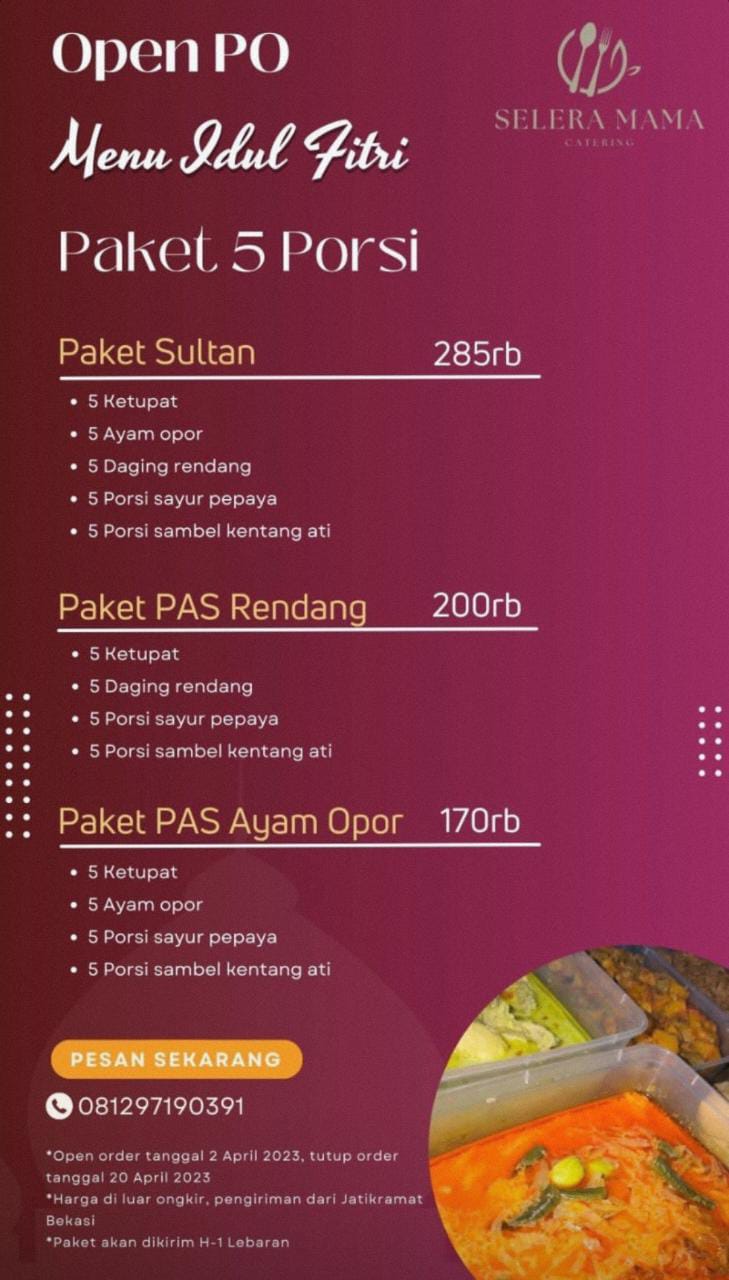 Open PO
SELERA MAMA
CATERING
Menu Idul Fitri
Paket 5 Porsi
Paket Sultan 285rb
• 5 Ketupat
• 5 Ayam opor
• 5 Daging rendang
• 5 Porsi sayur pepaya
• 5 Porsi sambel kentang ati
Paket PAS Rendang 200rb
• 5 Ketupat
• 5 Daging rendang
• 5 Porsi sayur pepaya
• 5 Porsi sambel kentang ati
Paket PAS Ayam Opor 170rb
• 5 Ketupat
• 5 Ayam opor
• 5 Porsi sayur pepaya
• 5 Porsi sambel kentang ati
PESAN SEKARANG
081297190391
*Open order tanggal 2 April 2023, tutup order
tanggal 20 April 2023
*Harga di luar ongkir, pengiriman dari Jatikramat
Bekasi
*Paket akan dikirim H-1 Lebaran